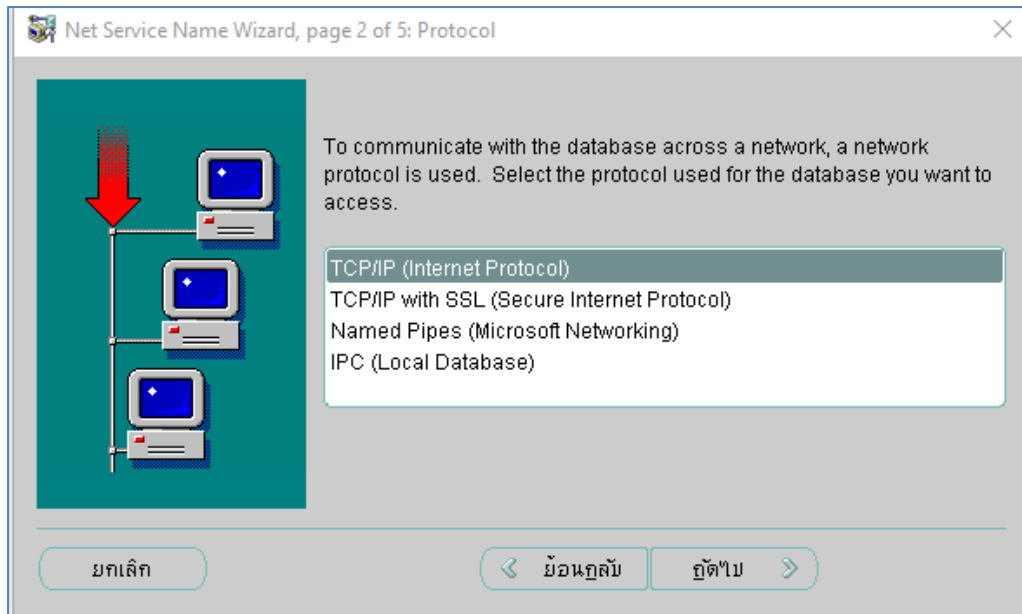 Net Service Name Wizard, page 2 of 5: Protocol
To communicate with the database across a network, a network
protocol is used. Select the protocol used for the database you want to
access.
TCP/IP (Internet Protocol)
TCP/IP with SSL (Secure Internet Protocol)
Named Pipes (Microsoft Networking)
IPC (Local Database)
ยกเลิก
ย้อนกลับ
ถัดไป